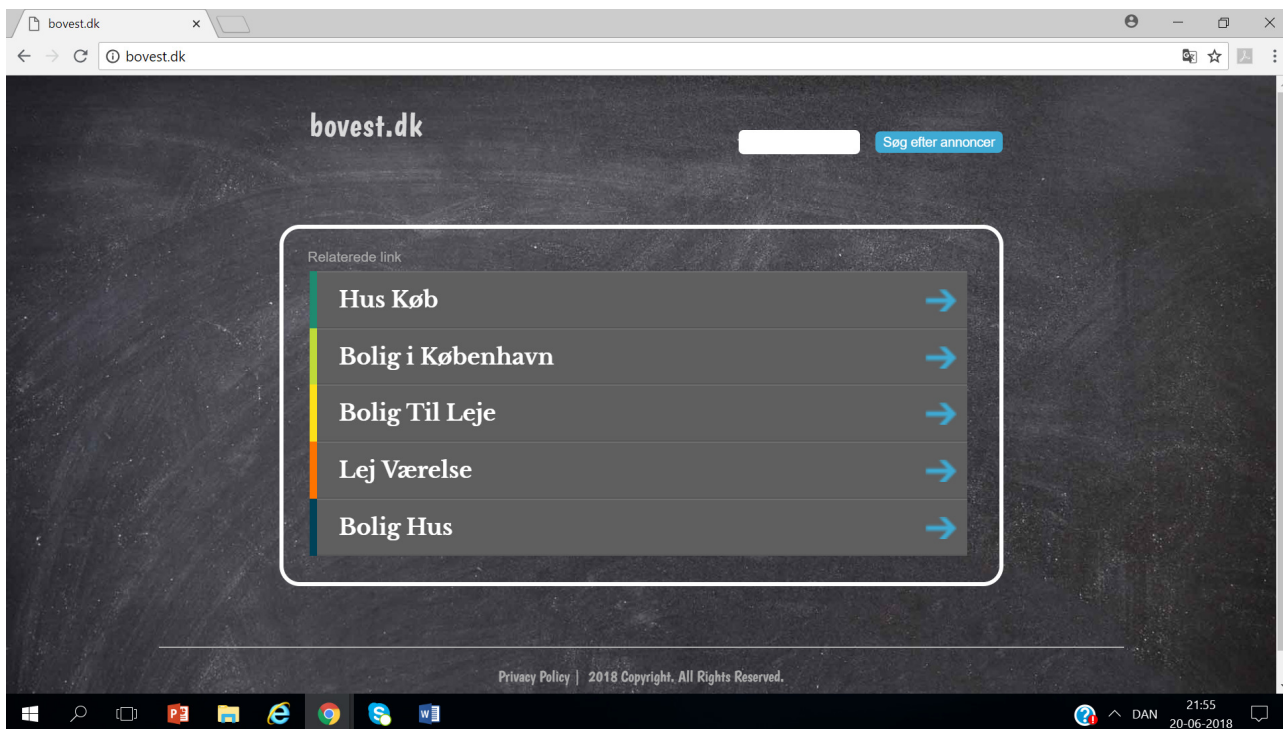 bovest.dk
bovest.dk
bovest.dk
Søg efter annoncer
Relaterede link
Hus Køb
Bolig i København
Bolig Til Leje
Lej Værelse
Bolig Hus
Privacy Policy | 2018 Copyright. All Rights Reserved.
DAN
21:55
20-06-2018